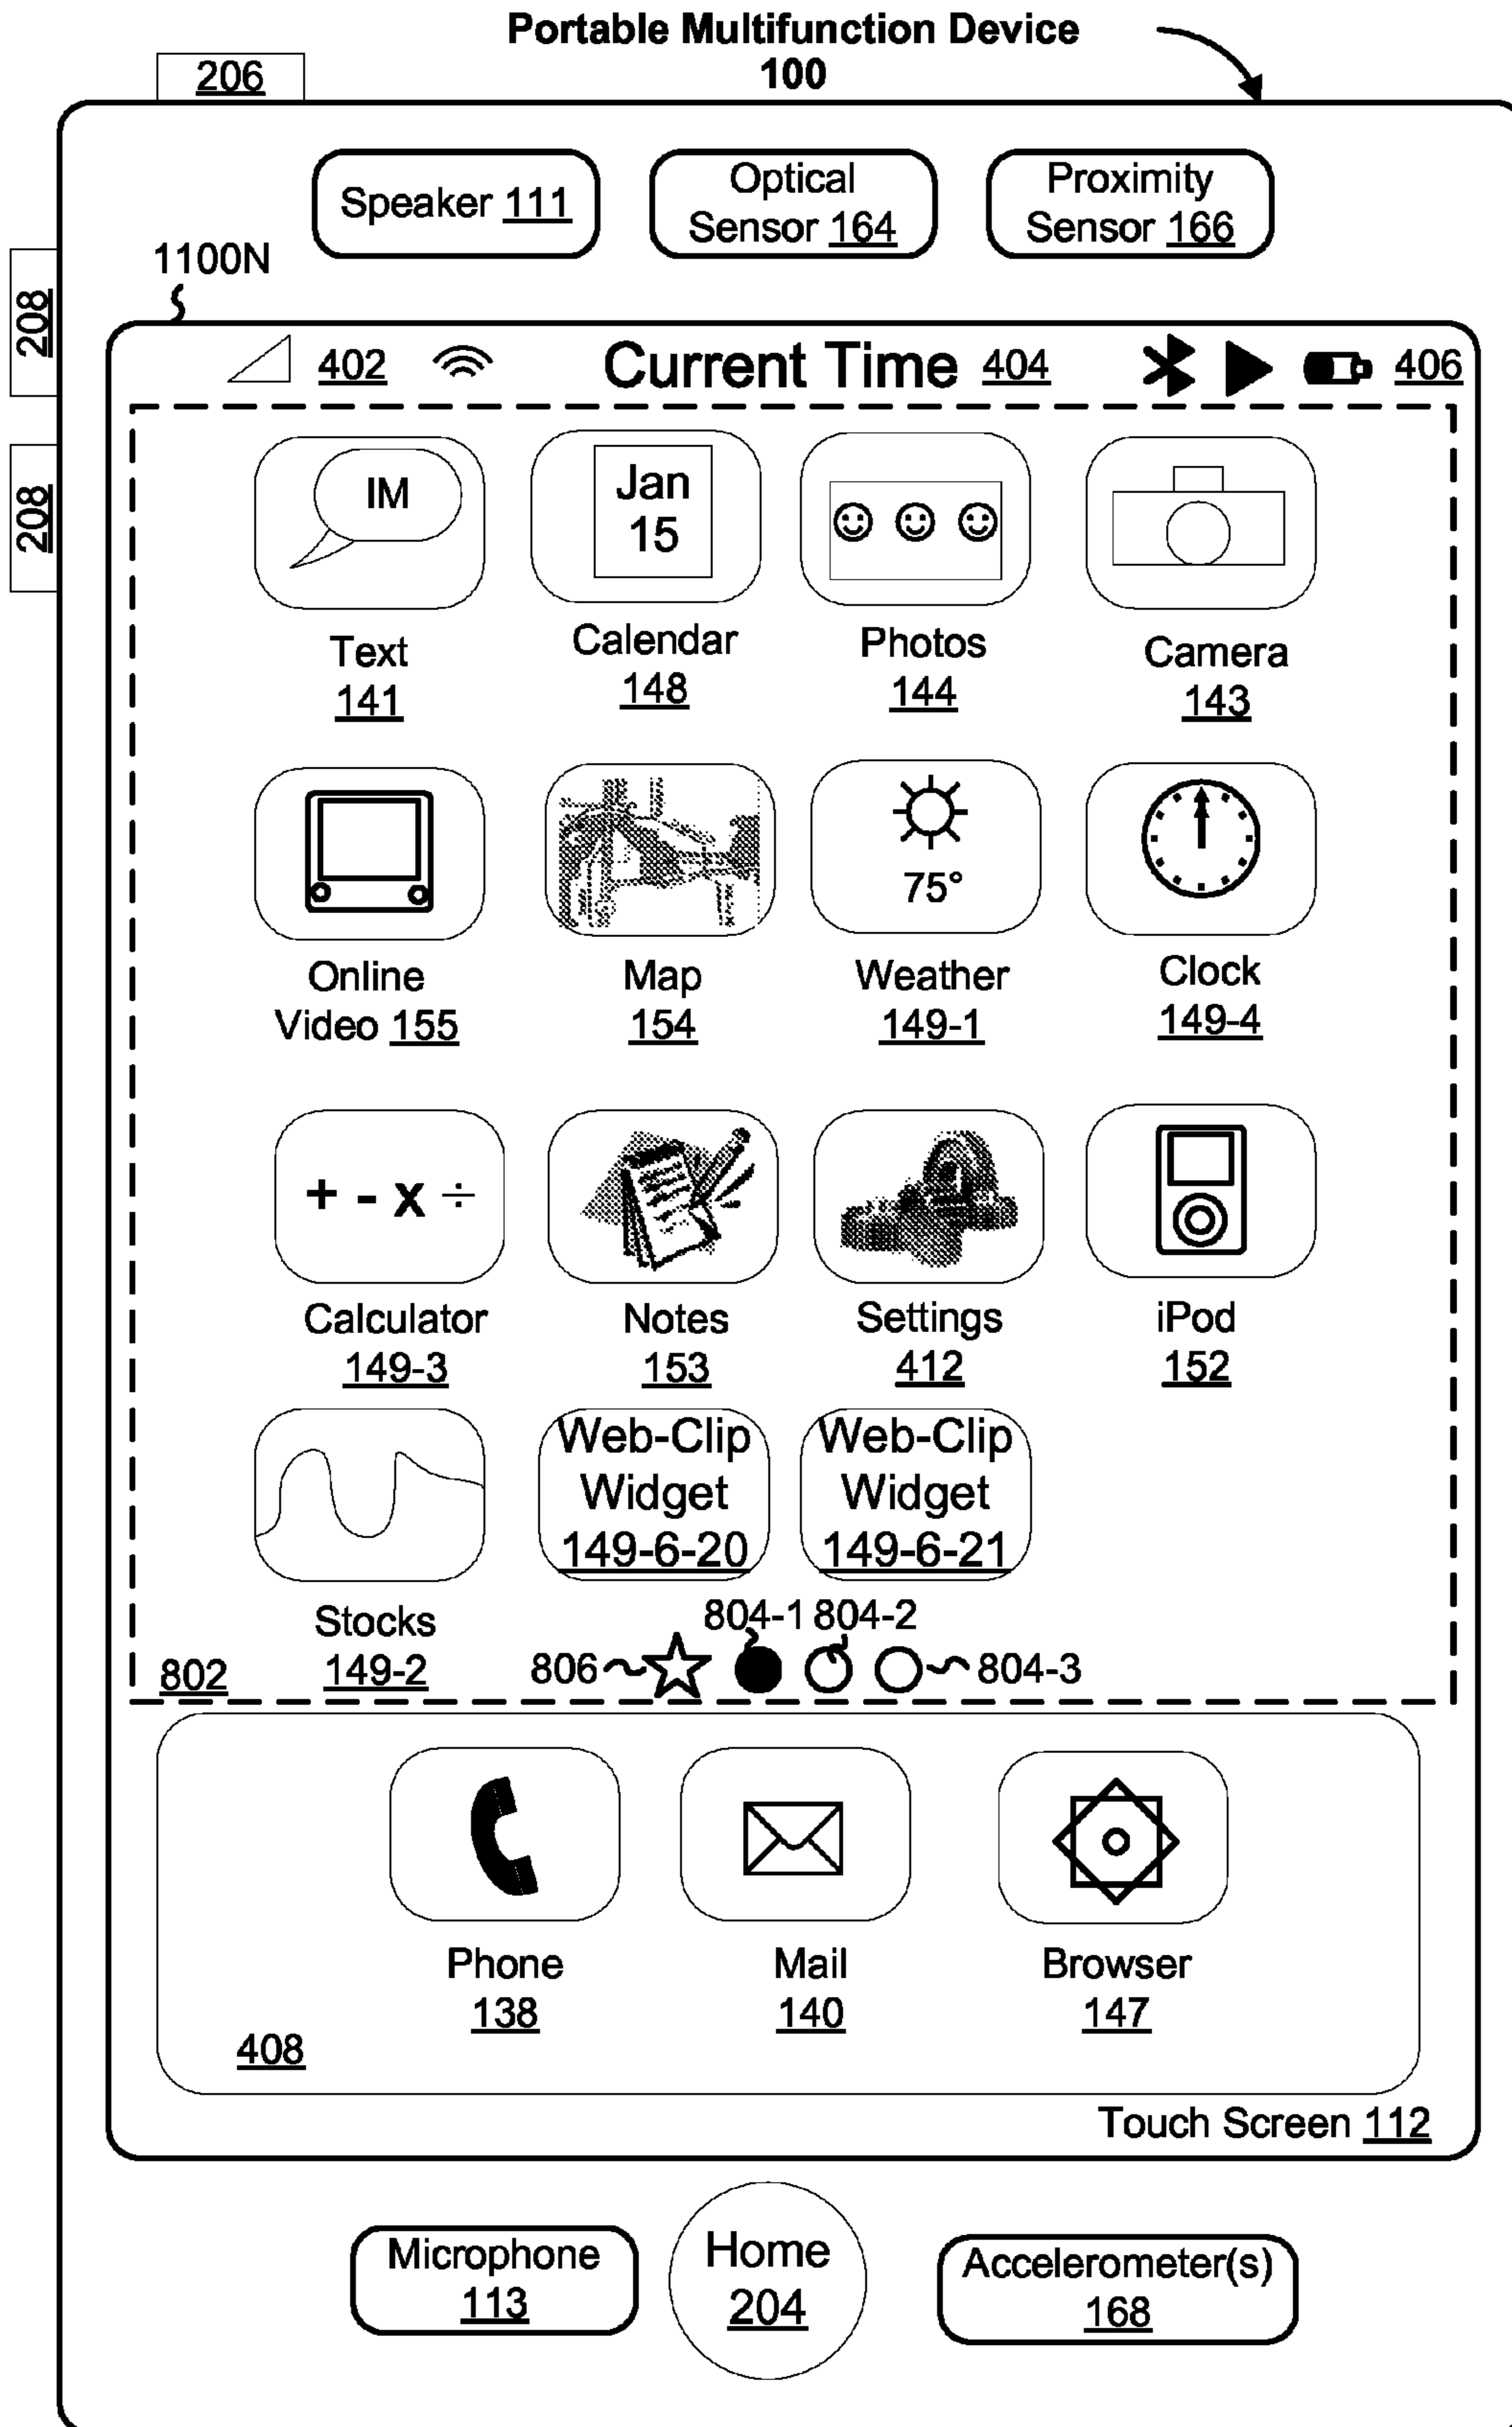 Portable Multifunction Device
100
206
Speaker 111
Optical
Sensor 164
Proximity
Sensor 166
1100N
208
208
402
Current Time 404
406
IM
Jan
15
Text
141
Calendar
148
Photos
144
Camera
143
75°
Online
Video 155
Map
154
Weather
149-1
Clock
149-4
+ - x ÷
Calculator
149-3
Notes
153
Settings
412
iPod
152
Web-Clip
Widget
149-6-20
Web-Clip
Widget
149-6-21
Stocks
149-2
804-1 804-2
806
804-3
802
Phone
138
Mail
140
Browser
147
408
Touch Screen 112
Microphone
113
Home
204
Accelerometer(s)
168